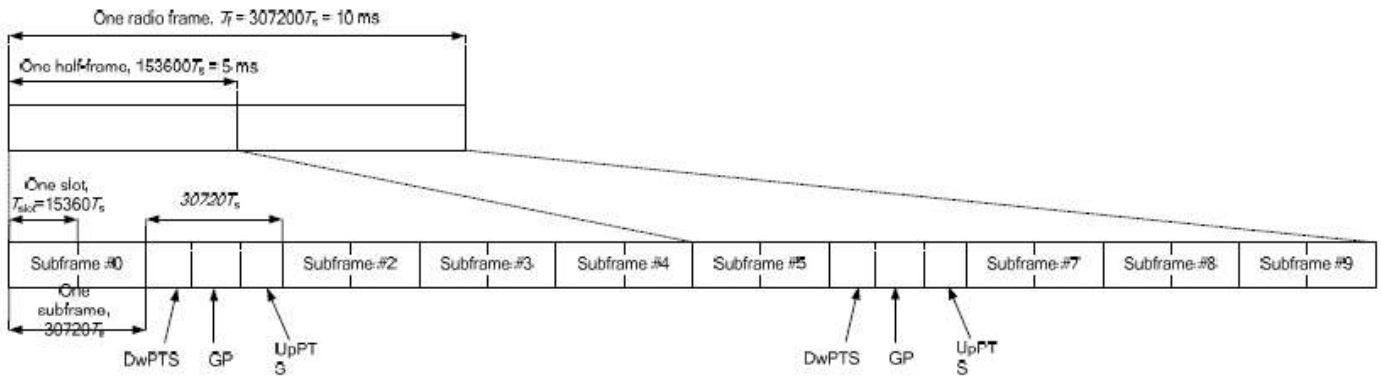 One radio frame, Tf = 307200Ts = 10 ms
One half-frame, 153600Ts = 5 ms
One slot,
Tslot=15360Ts
30720Ts
Subframe #0
Subframe #2
Subframe #3
Subframe #4
Subframe #5
Subframe #7
Subframe #8
Subframe #9
One
subframe,
30720Ts
DwPTS
GP
UpPT
S
DwPTS
GP
UpPT
S